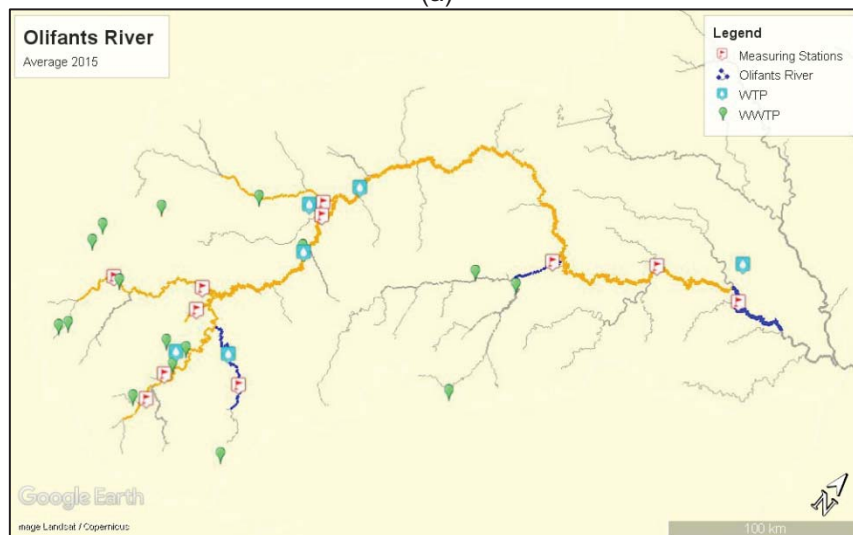 (a)
Olifants River
Average 2015
Legend
Measuring Stations
Olifants River
WTP
WWTP
Google Earth
mage Landsat / Copernicus
N
100 km